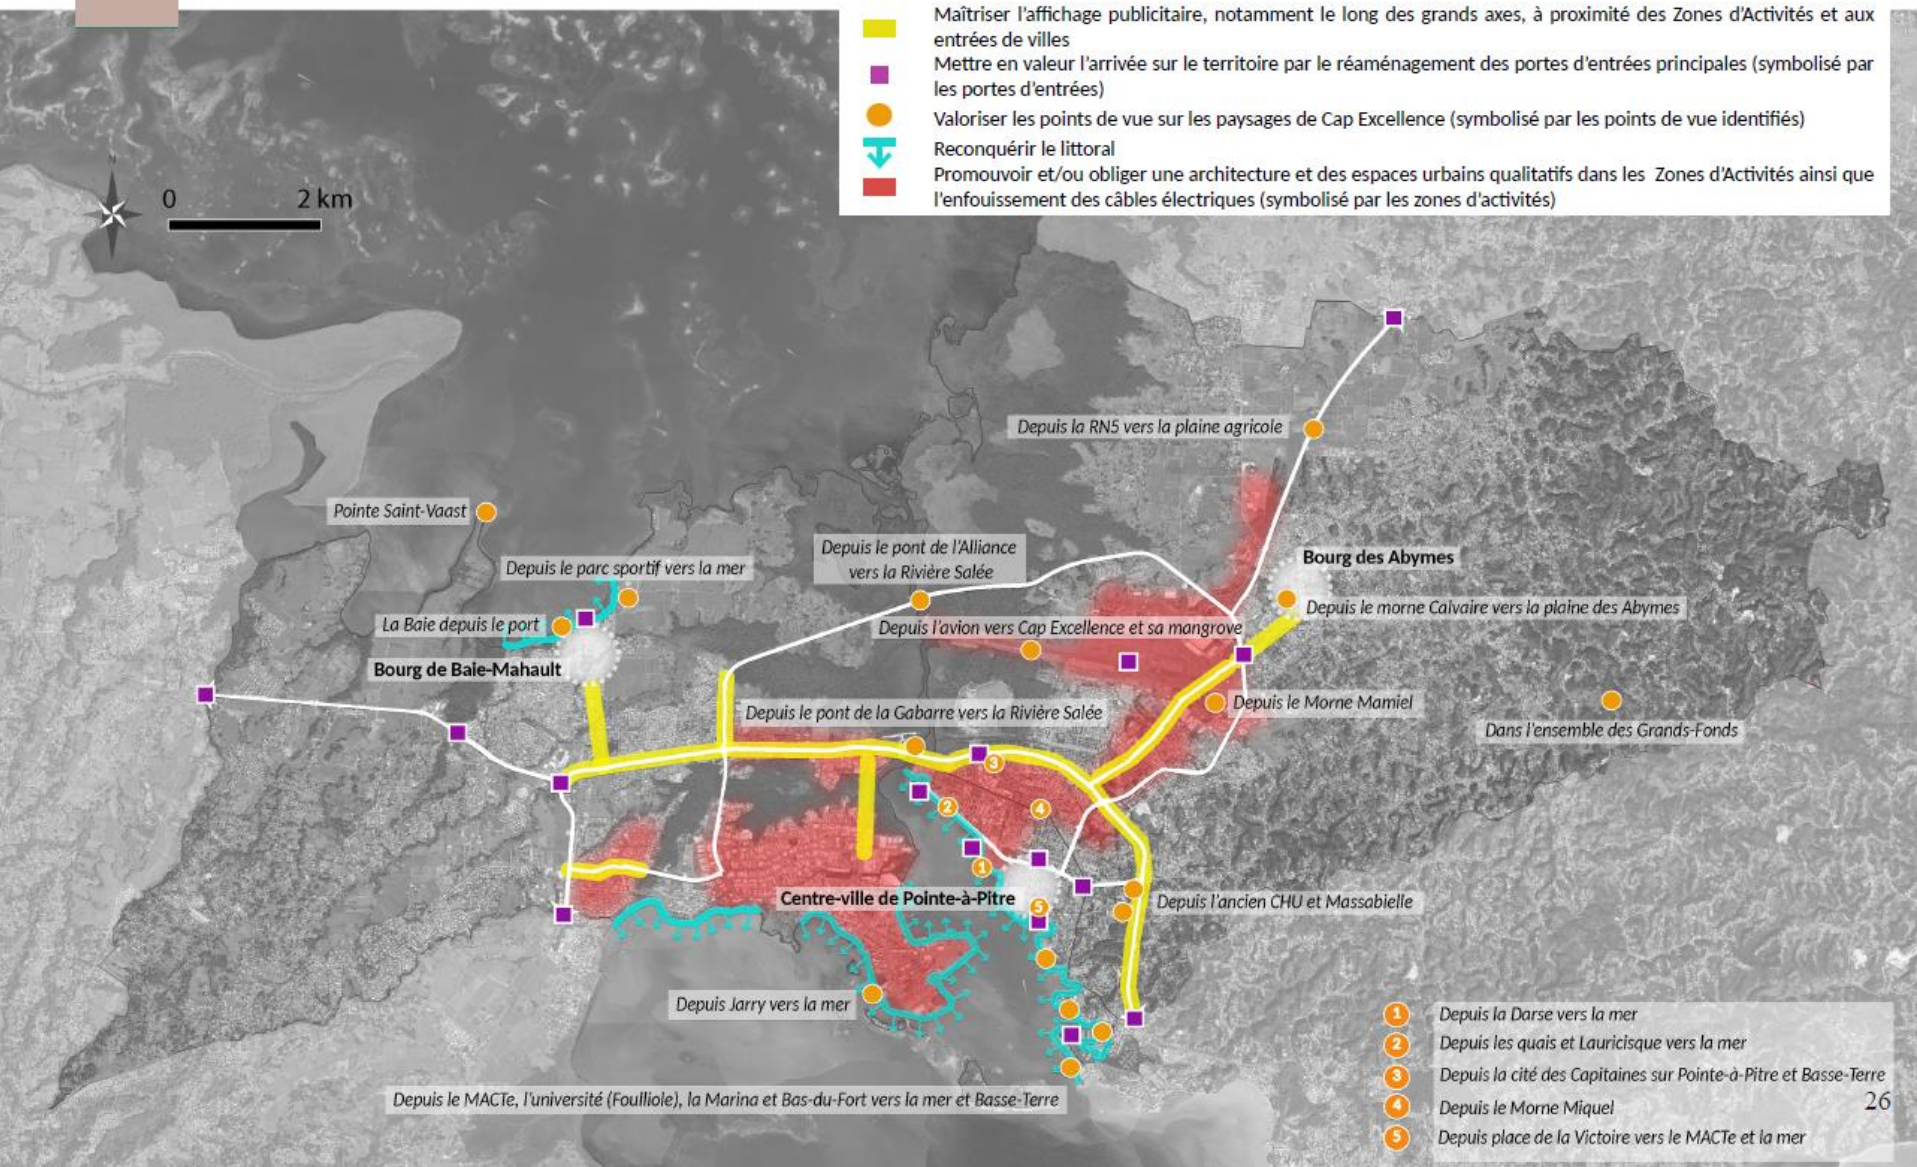 Maîtriser l'affichage publicitaire, notamment le long des grands axes, à proximité des Zones d'Activités et aux
entrées de villes
Mettre en valeur l'arrivée sur le territoire par le réaménagement des portes d'entrées principales (symbolisé par
les portes d'entrées)
Valoriser les points de vue sur les paysages de Cap Excellence (symbolisé par les points de vue identifiés)
Reconquérir le littoral
Promouvoir et/ou obliger une architecture et des espaces urbains qualitatifs dans les Zones d'Activités ainsi que
l'enfouissement des câbles électriques (symbolisé par les zones d'activités)
N
0 2 km
Depuis la RN5 vers la plaine agricole
Pointe Saint-Vaast
Depuis le pont de l'Alliance
vers la Rivière Salée
Bourg des Abymes
Depuis le parc sportif vers la mer
Depuis le morne Calvaire vers la plaine des Abymes
La Baie depuis le port
Depuis l'avion vers Cap Excellence et sa mangrove
Bourg de Baie-Mahault
Depuis le Morne Mamiel
Depuis le pont de la Gabarre vers la Rivière Salée
Dans l'ensemble des Grands-Fonds
3
2
4
1
Centre-ville de Pointe-à-Pitre
5
Depuis l'ancien CHU et Massabielle
Depuis Jarry vers la mer
Depuis le MACTe, l'université (Foulliole), la Marina et Bas-du-Fort vers la mer et Basse-Terre
1 Depuis la Darse vers la mer
2 Depuis les quais et Lauricisque vers la mer
3 Depuis la cité des Capitaines sur Pointe-à-Pitre et Basse-Terre
4 Depuis le Morne Miquel
5 Depuis place de la Victoire vers le MACTe et la mer
26